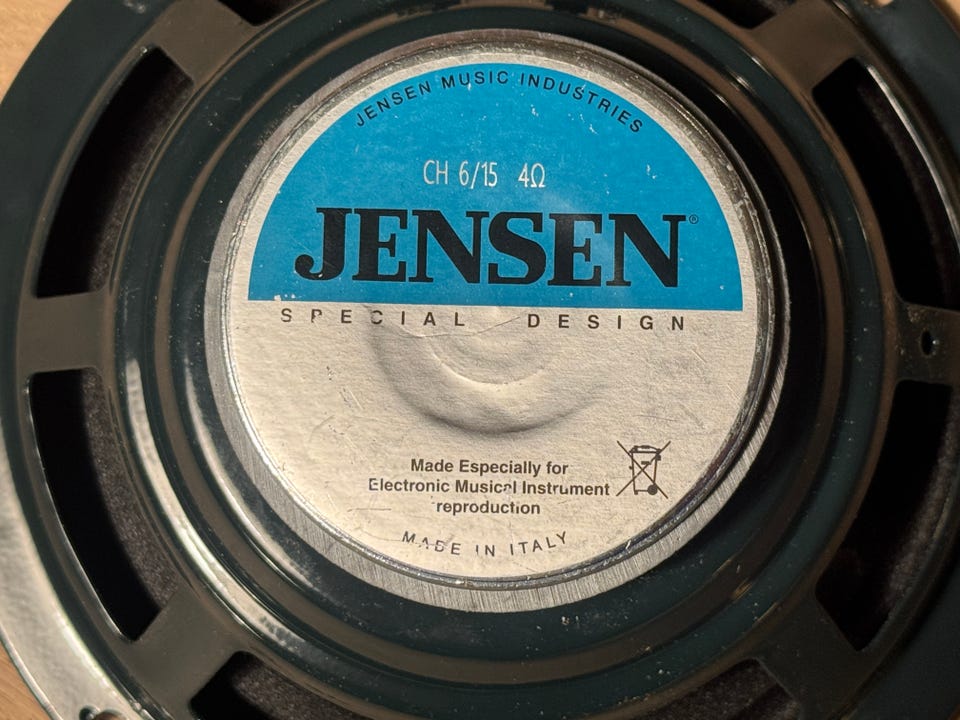 JENSEN MUSIC INDUSTRIES
CH 6/15 4Ω
JENSEN®
SPECIAL DESIGN
Made Especially for
Electronic Musical Instrument
reproduction
MADE IN ITALY